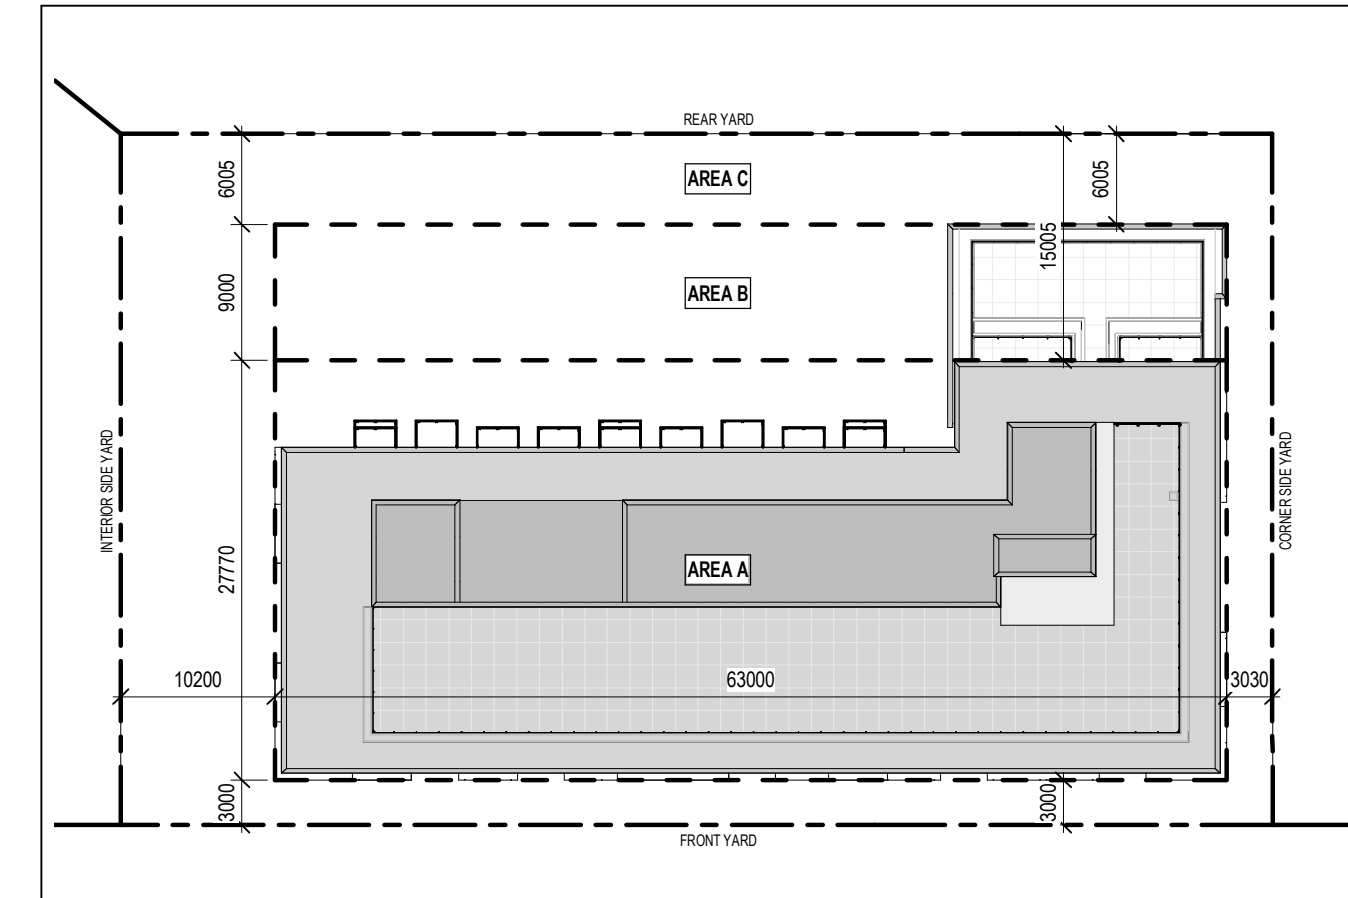 REAR YARD
6005
AREA C
6005
15005
9000
AREA B
INTERIOR SIDE YARD
CORNER SIDE YARD
27770
AREA A
10200
63000
3030
3000
3000
FRONT YARD